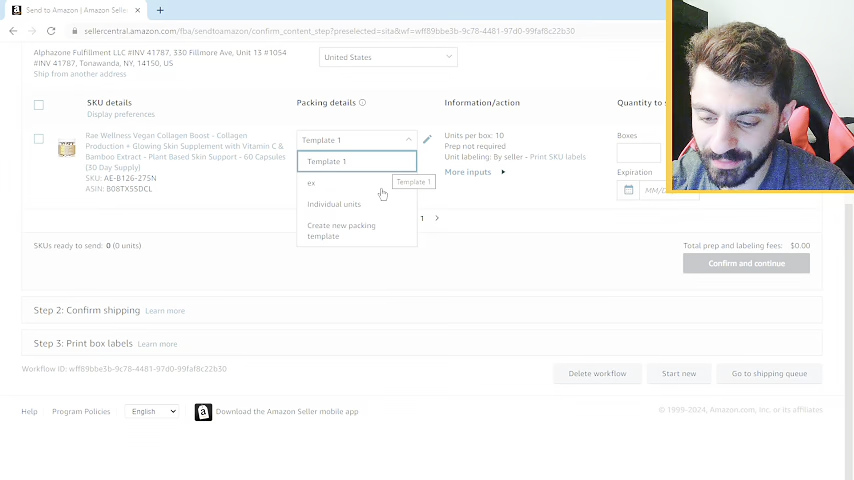 Send to Amazon | Amazon Seller
sellercentral.amazon.com/fba/sendtoamazon/confirm_content_step?preselected=sita&wf=wff89bbe3b-9c78-4481-97d0-99faf8c22b30
Alphazone Fulfillment LLC #INV 41787, 330 Fillmore Ave, Unit 13 #1054
#INV 41787, Tonawanda, NY, 14150, US
Ship from another address
United States
SKU details
Display preferences
Packing details
Information/action
Quantity to s
Rae Wellness Vegan Collagen Boost - Collagen
Production + Glowing Skin Supplement with Vitamin C &
Bamboo Extract - Plant Based Skin Support - 60 Capsules
(30 Day Supply)
SKU: AE-B126-275N
ASIN: B08TX55DCL
Template 1
Template 1
ex
Template 1
Individual units
Create new packing
template
Units per box: 10
Prep not required
Unit labeling: By seller - Print SKU labels
More inputs
Boxes
Expiration
MM/D
1
SKUs ready to send: 0 (0 units)
Total prep and labeling fees: $0.00
Confirm and continue
Step 2: Confirm shipping Learn more
Step 3: Print box labels Learn more
Workflow ID: wff89bbe3b-9c78-4481-97d0-99faf8c22b30
Delete workflow
Start new
Go to shipping queue
Help
Program Policies
English
Download the Amazon Seller mobile app
© 1999-2024, Amazon.com, Inc. or its affiliates